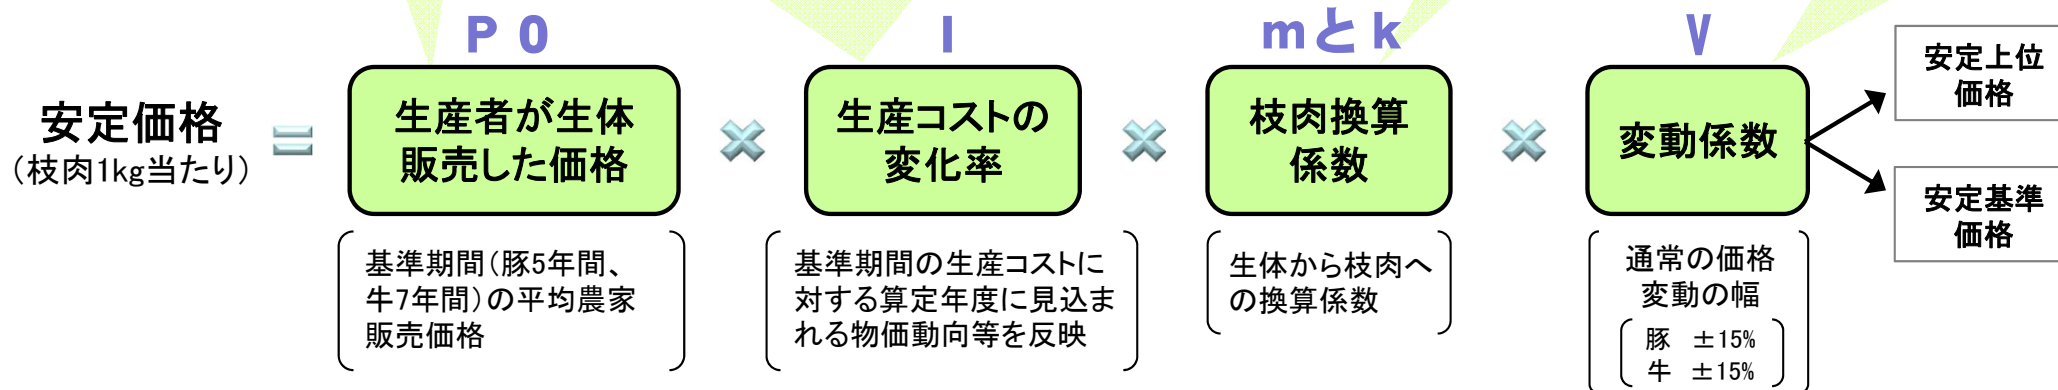 P0
I
mとk
V
安定価格
（枝肉1kg当たり）
＝
生産者が生体
販売した価格
×
生産コストの
変化率
×
枝肉換算
係数
×
変動係数
安定上位
価格
安定基準
価格
基準期間（豚5年間、
牛7年間）の平均農家
販売価格
基準期間の生産コストに
対する算定年度に見込ま
れる物価動向等を反映
生体から枝肉へ
の換算係数
通常の価格
変動の幅
豚　±15%
牛　±15%